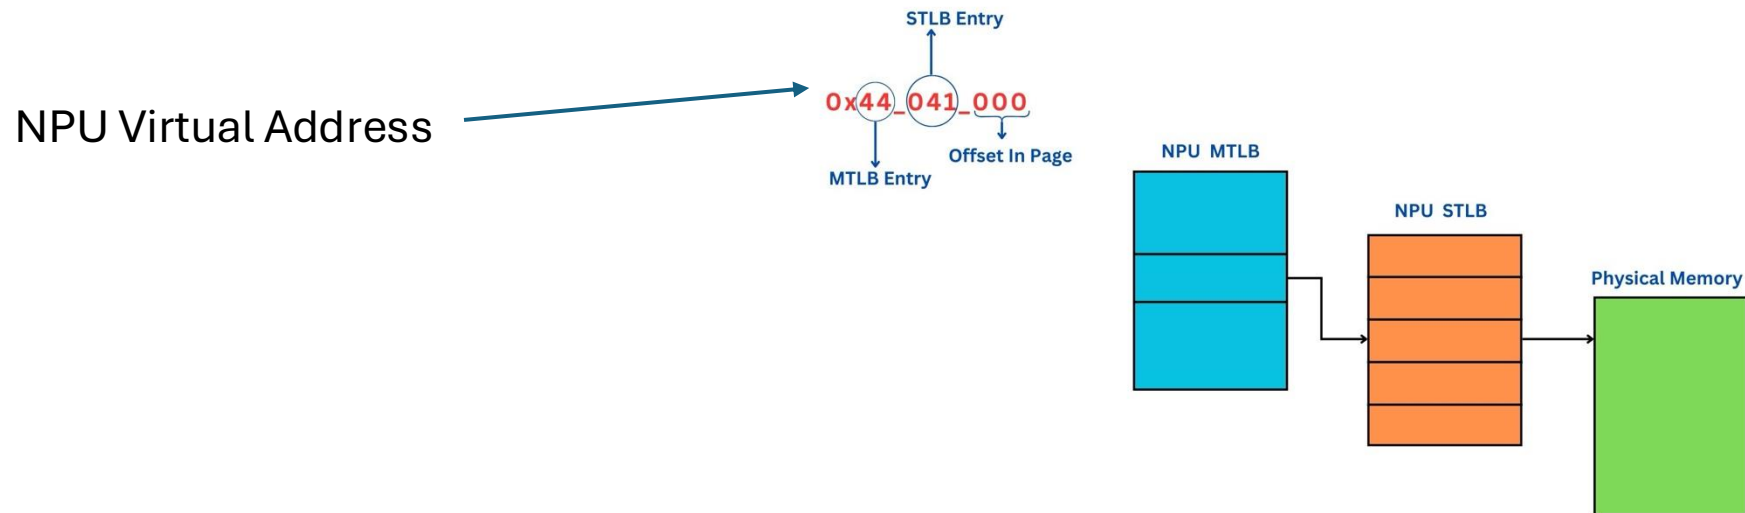 STLB Entry
NPU Virtual Address
0x44_041_000
Offset In Page
MTLB Entry
NPU MTLB
NPU STLB
Physical Memory